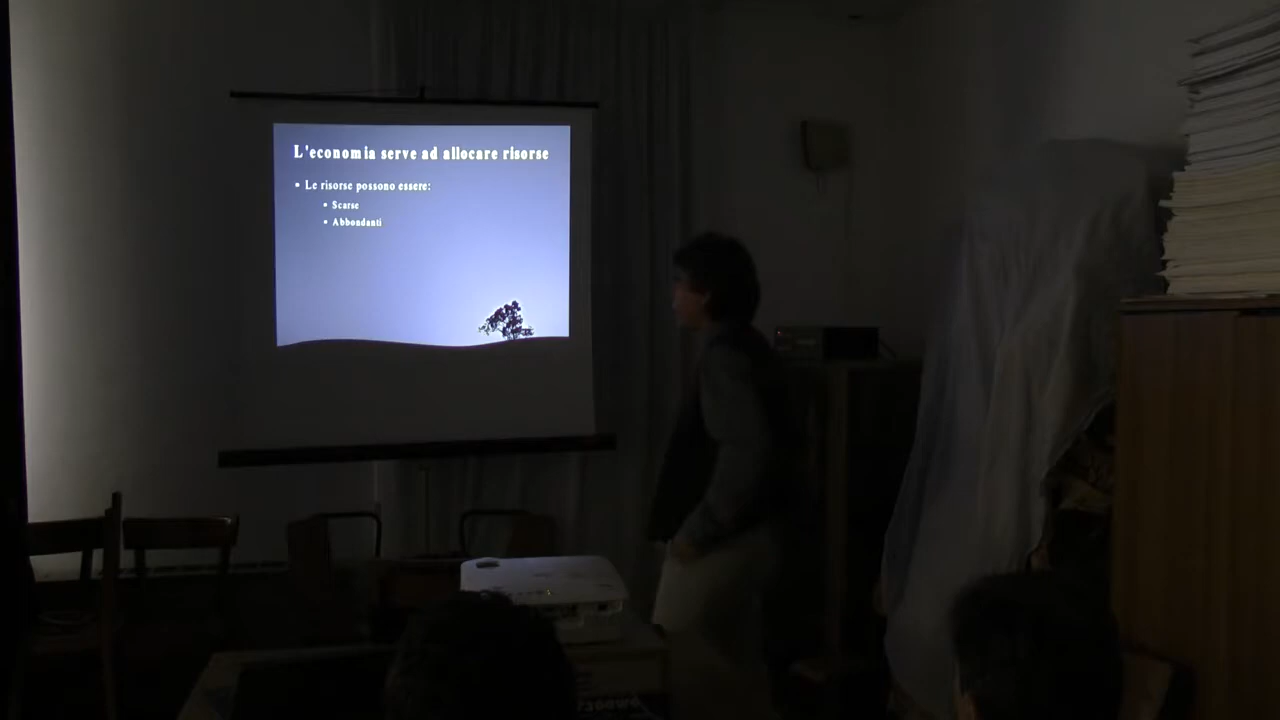 L'economia serve ad allocare risorse
• Le risorse possono essere:
• Scarse
• Abbondanti